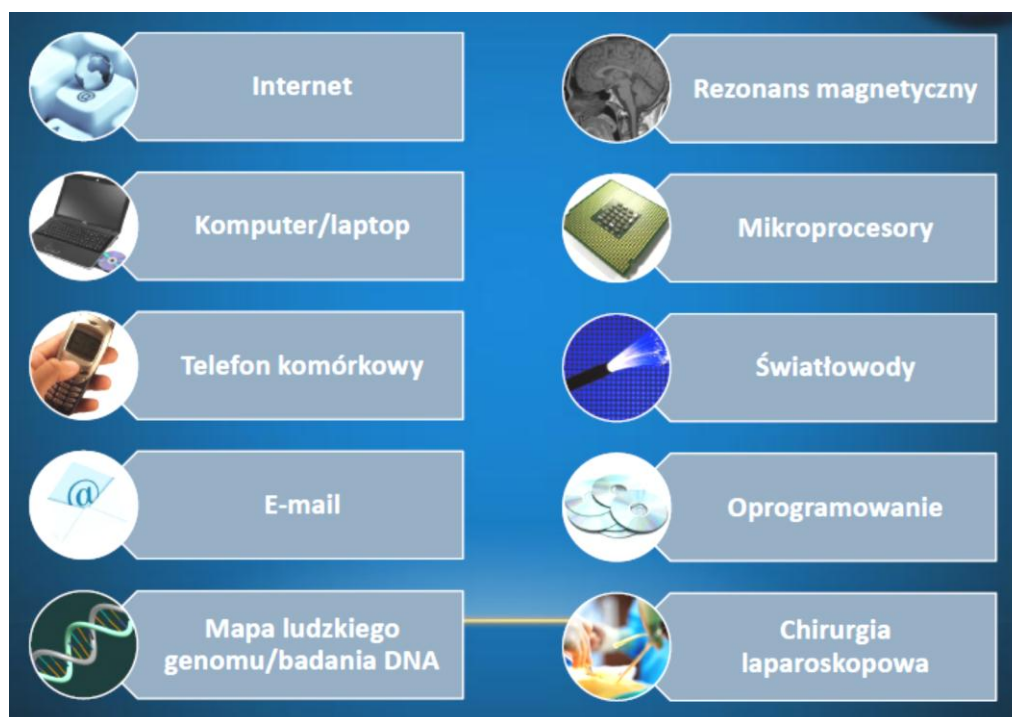 Internet
Komputer/laptop
Telefon komórkowy
E-mail
Mapa ludzkiego
genomu/badania DNA
Rezonans magnetyczny
Mikroprocesory
Światłowody
Oprogramowanie
Chirurgia
laparoskopowa